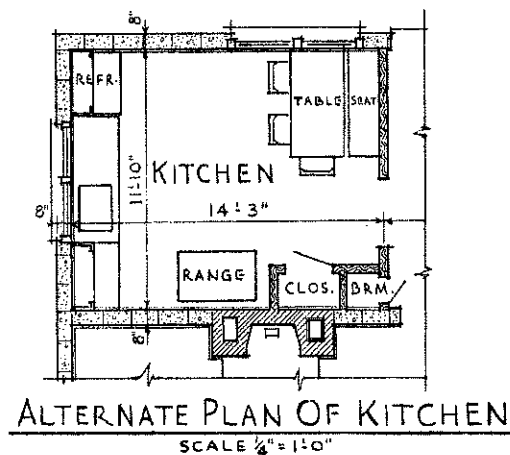 8"
REFR.
TABLE
SEAT
KITCHEN
11'-10"
8"
14'-3"
RANGE
CLOS.
BRM.
8"
ALTERNATE PLAN OF KITCHEN
SCALE ¼" = 1'-0"